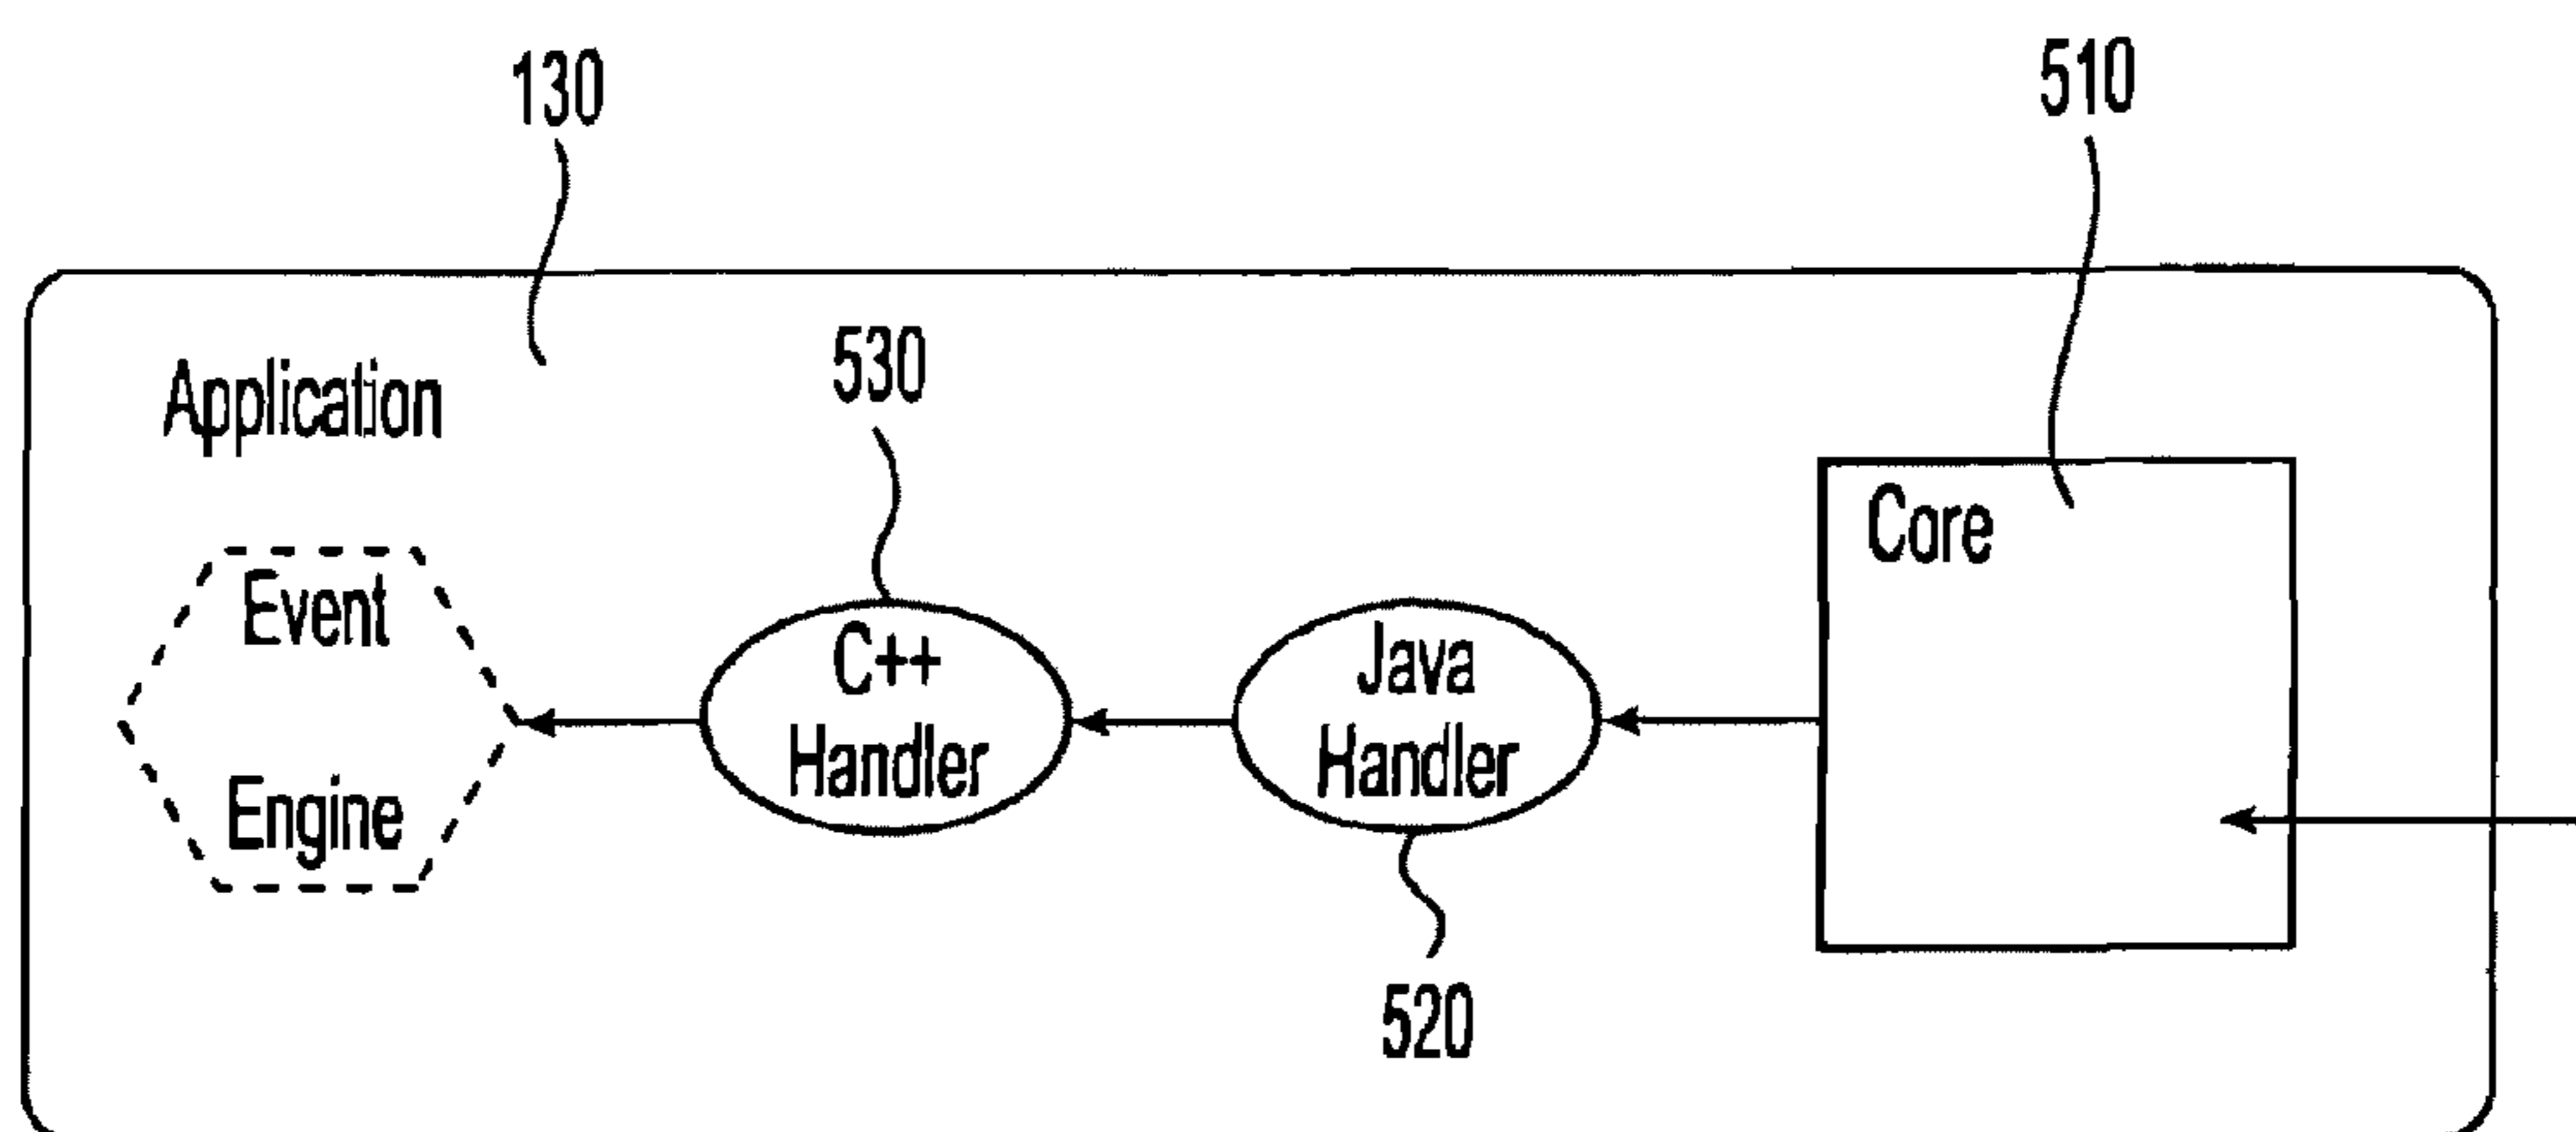 130
510
Application
530
Core
Event
Engine
C++
Handler
Java
Handler
520